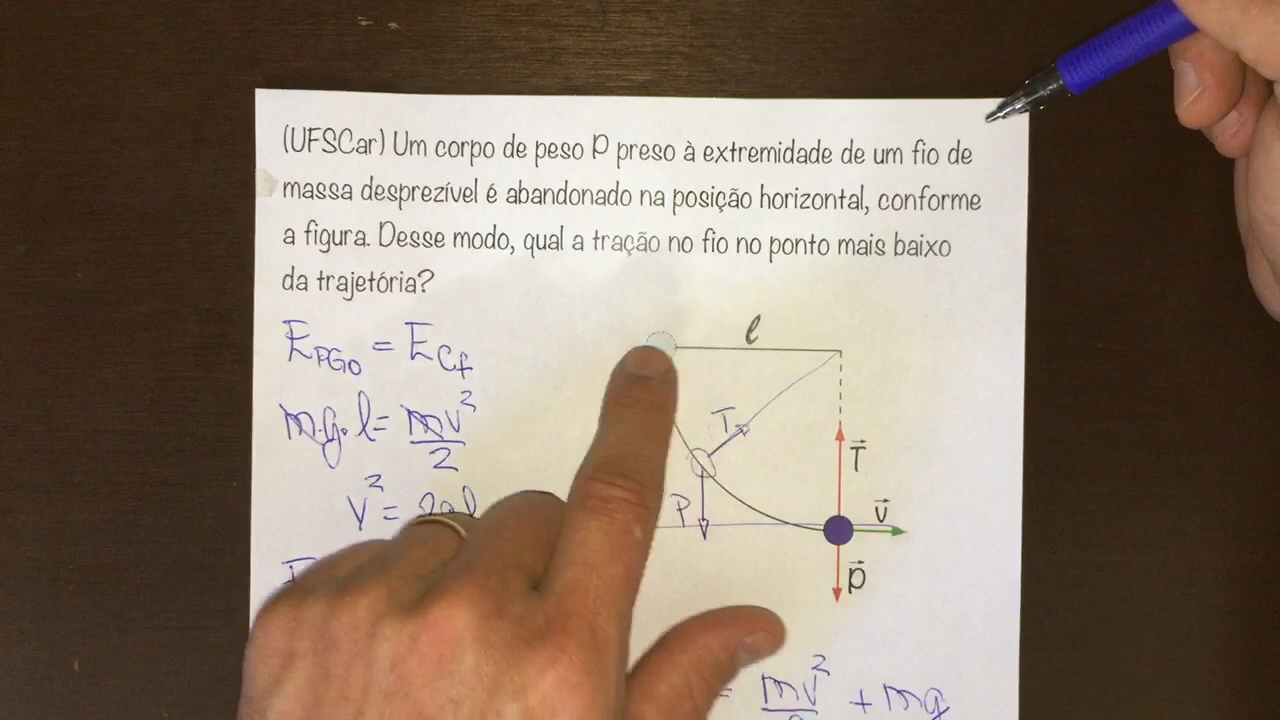 (UFSCar) Um corpo de peso P preso à extremidade de um fio de
massa desprezível é abandonado na posição horizontal, conforme
a figura. Desse modo, qual a tração no fio no ponto mais baixo
da trajetória?
E_PG0 = E_Cf
m.g.l = mv²/2
v² = 2gl
l
T
P
T⃗
v⃗
p⃗
= mv² + mg